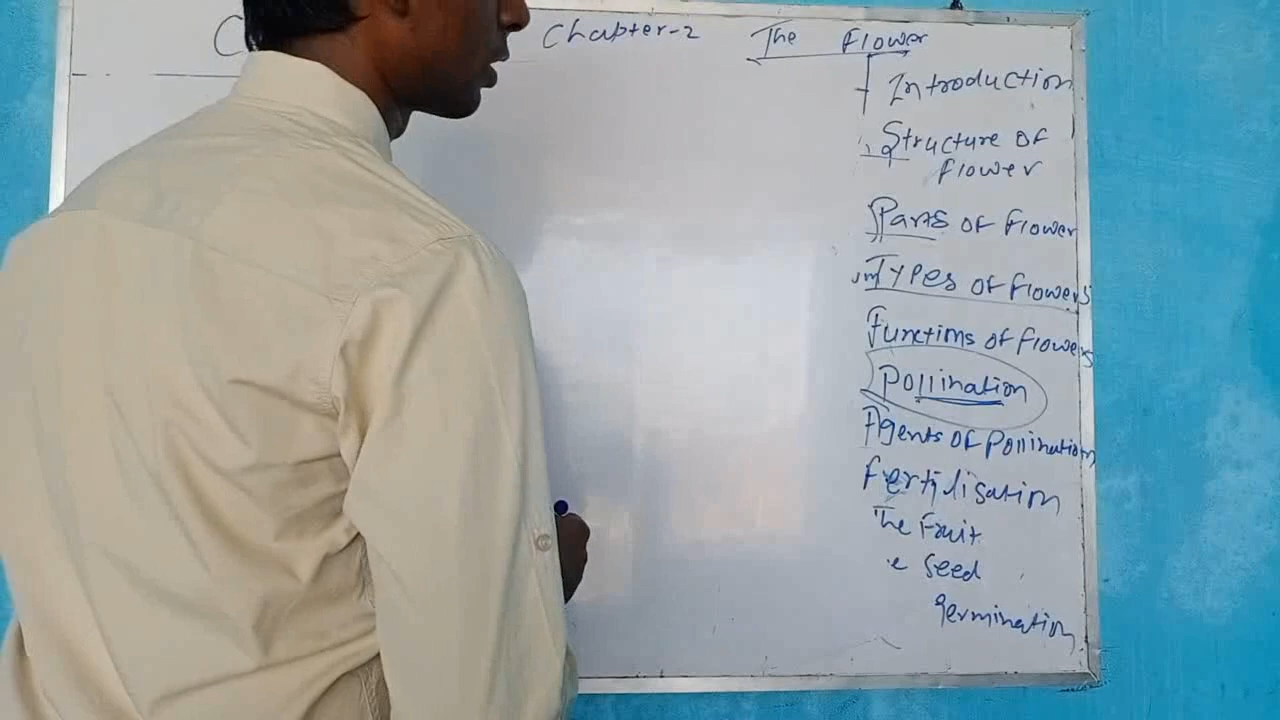 Chapter-2 The Flower
Introduction
Structure of
flower
Parts of flower
Types of flowers
Functions of flowers
Pollination
Agents of Pollination
Fertilisation
The Fruit
e Seed
germination